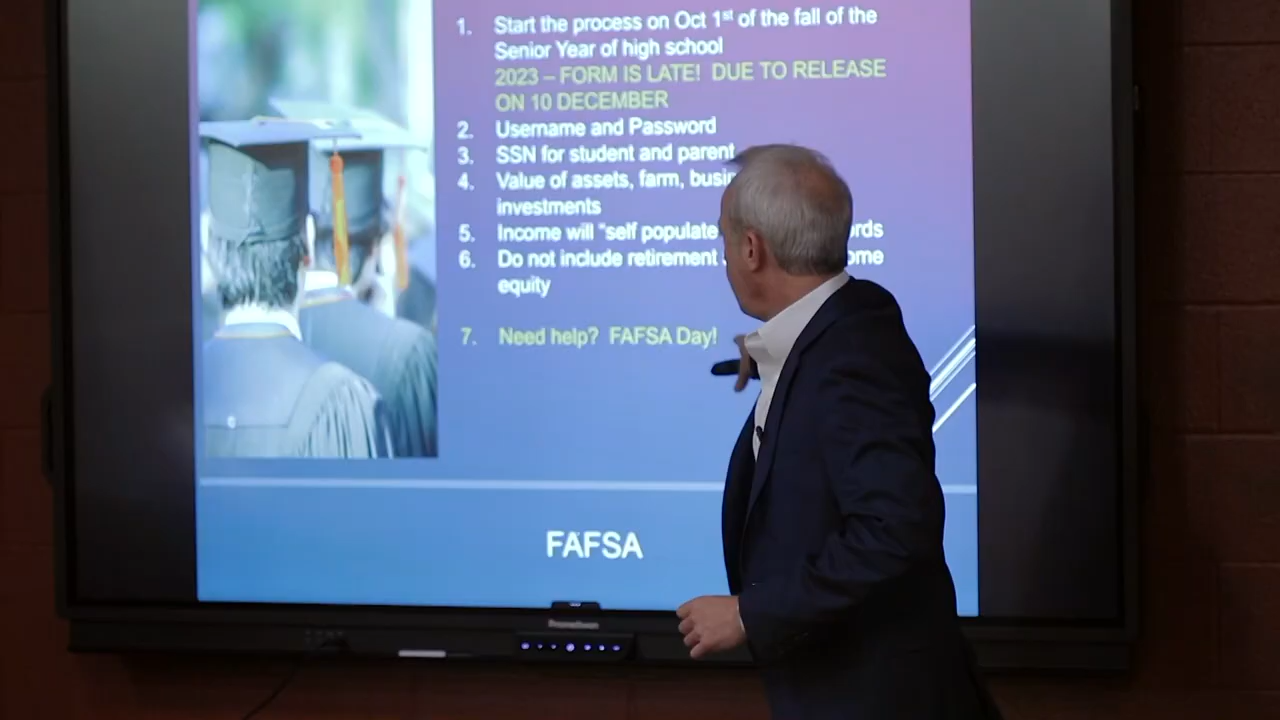 1. Start the process on Oct 1st of the fall of the
Senior Year of high school
2023 – FORM IS LATE! DUE TO RELEASE
ON 10 DECEMBER
2. Username and Password
3. SSN for student and parent
4. Value of assets, farm,
investments
5. Income will "self populate
6. Do not include retirement
equity
7. Need help? FAFSA Day!
FAFSA
Promethean